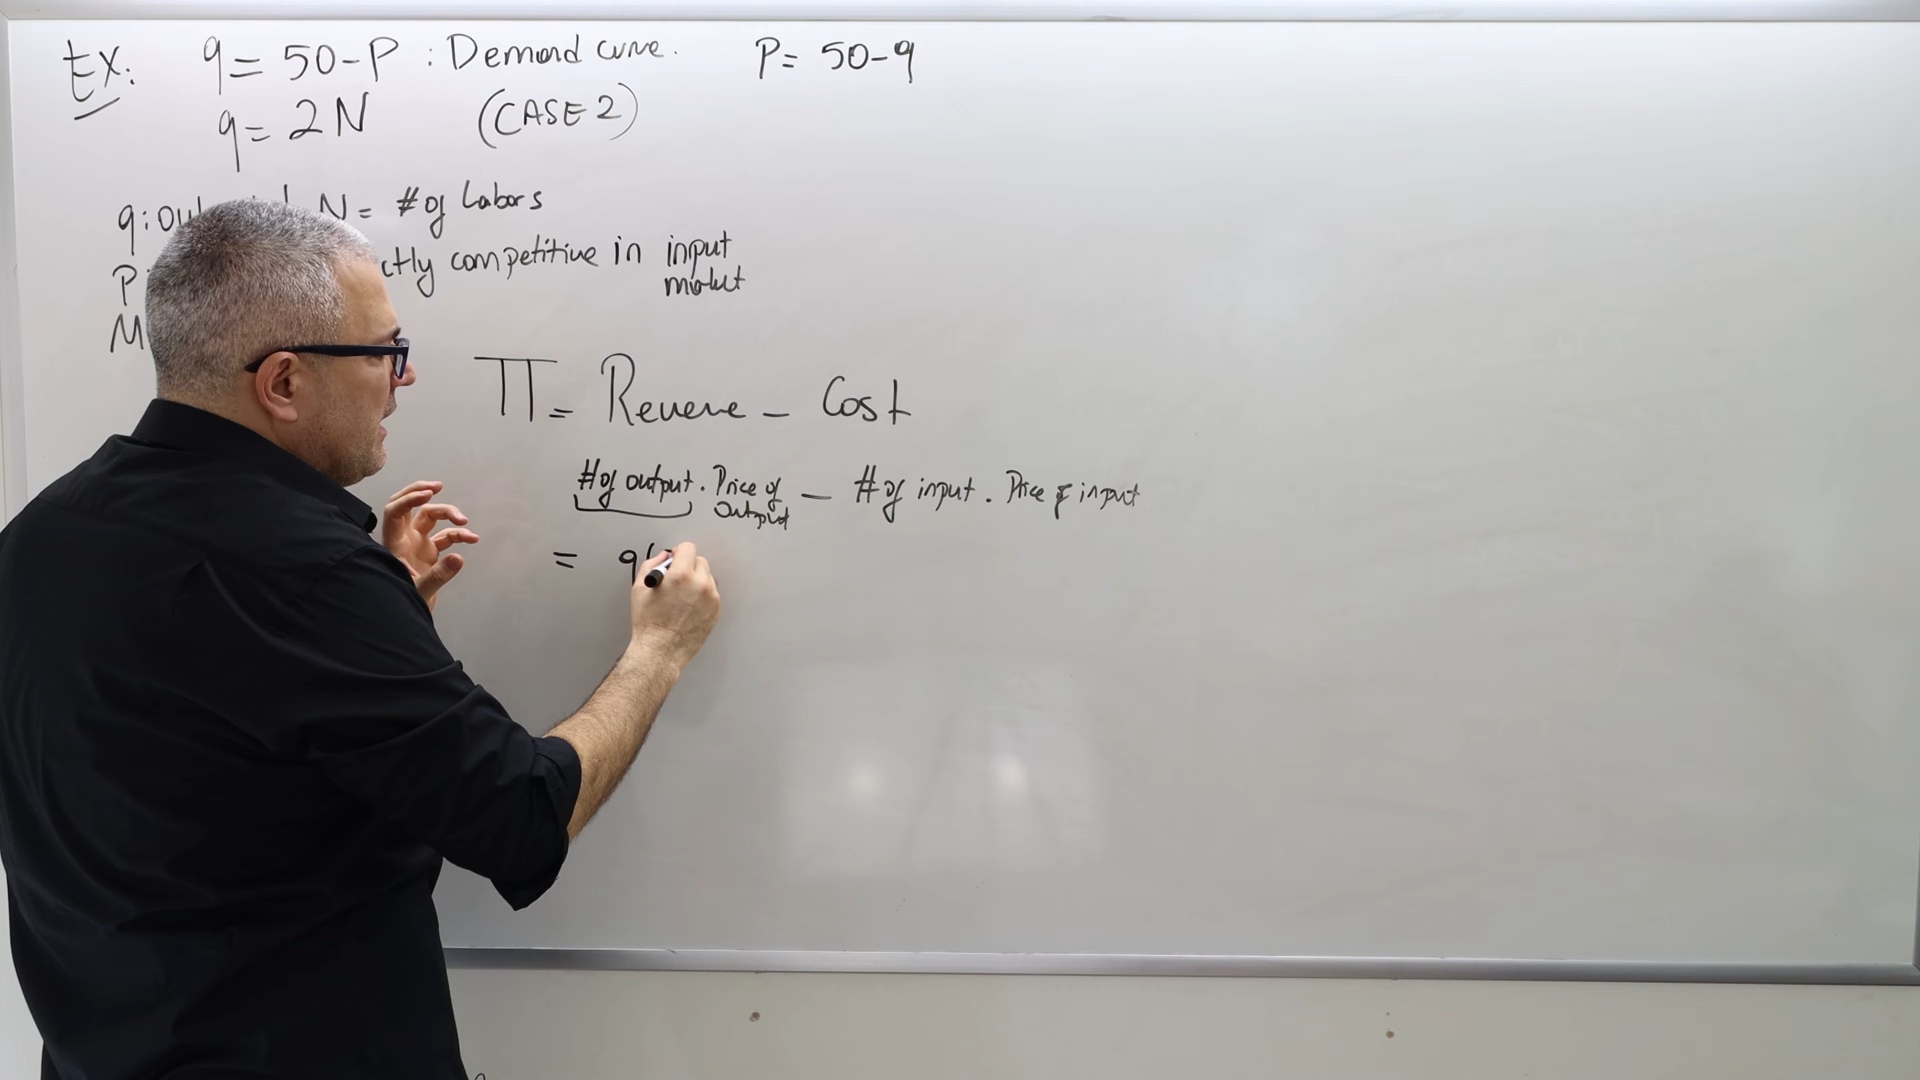 Ex: q = 50-P : Demand curve. P = 50-q
q = 2N (CASE 2)
q: N = # of Labors
P: competitive in input market
M
Π = Revenue - Cost
# of output . Price of output - # of input . Price of input
= q(